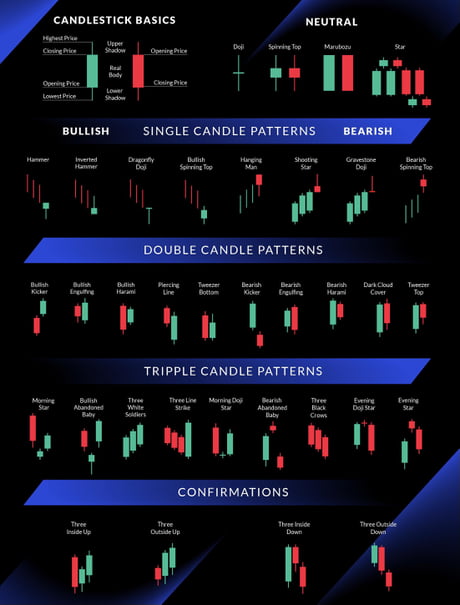 CANDLESTICK BASICS
NEUTRAL
Highest Price
Closing Price
Opening Price
Lowest Price
Upper
Shadow
Real
Body
Lower
Shadow
Opening Price
Closing Price
Doji
Spinning Top
Marubozu
Star
BULLISH
SINGLE CANDLE PATTERNS
BEARISH
Hammer
Inverted
Hammer
Dragonfly
Doji
Bullish
Spinning Top
Hanging
Man
Shooting
Star
Gravestone
Doji
Bearish
Spinning Top
DOUBLE CANDLE PATTERNS
Bullish
Kicker
Bullish
Engulfing
Bullish
Harami
Piercing
Line
Tweezer
Bottom
Bearish
Kicker
Bearish
Engulfing
Bearish
Harami
Dark Cloud
Cover
Tweezer
Top
TRIPPLE CANDLE PATTERNS
Morning
Star
Bullish
Abandoned
Baby
Three
White
Soldiers
Three Line
Strike
Morning Doji
Star
Bearish
Abandoned
Baby
Three
Black
Crows
Evening
Doji Star
Evening
Star
CONFIRMATIONS
Three
Inside Up
Three
Outside Up
Three Inside
Down
Three Outside
Down